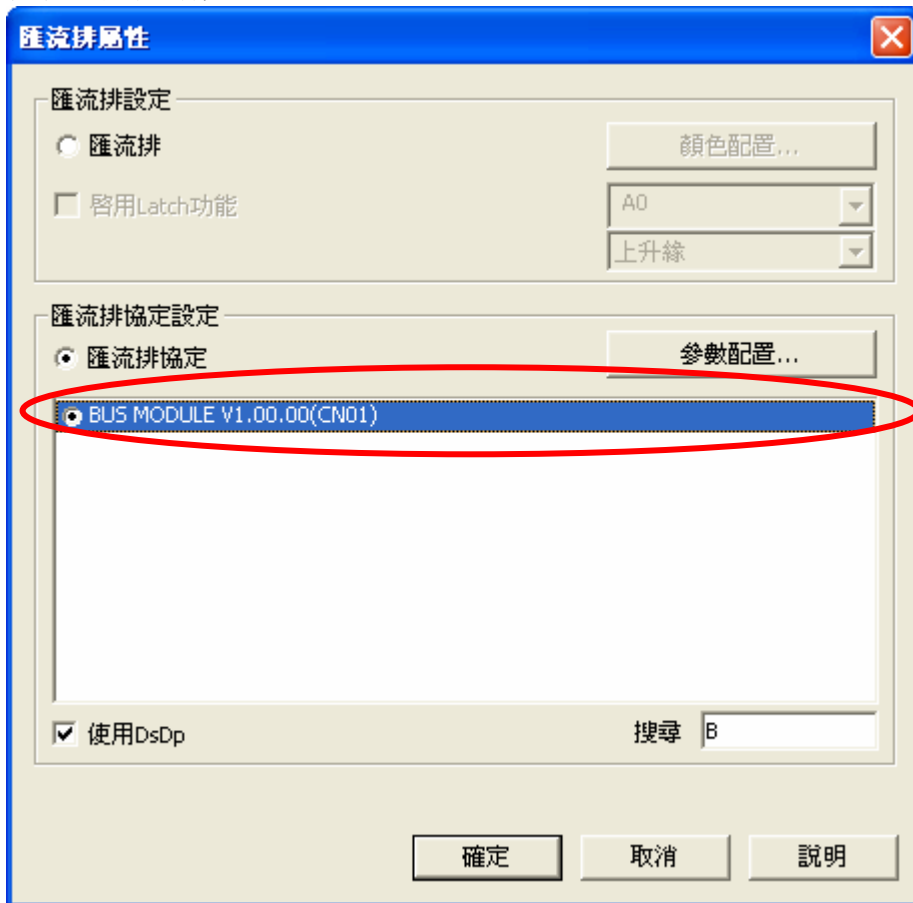 匯流排屬性
匯流排設定
匯流排
顏色配置...
啓用Latch功能
A0
上升緣
匯流排協定設定
匯流排協定
參數配置...
BUS MODULE V1.00.00(CN01)
使用DsDp
搜尋 B
確定 取消 說明